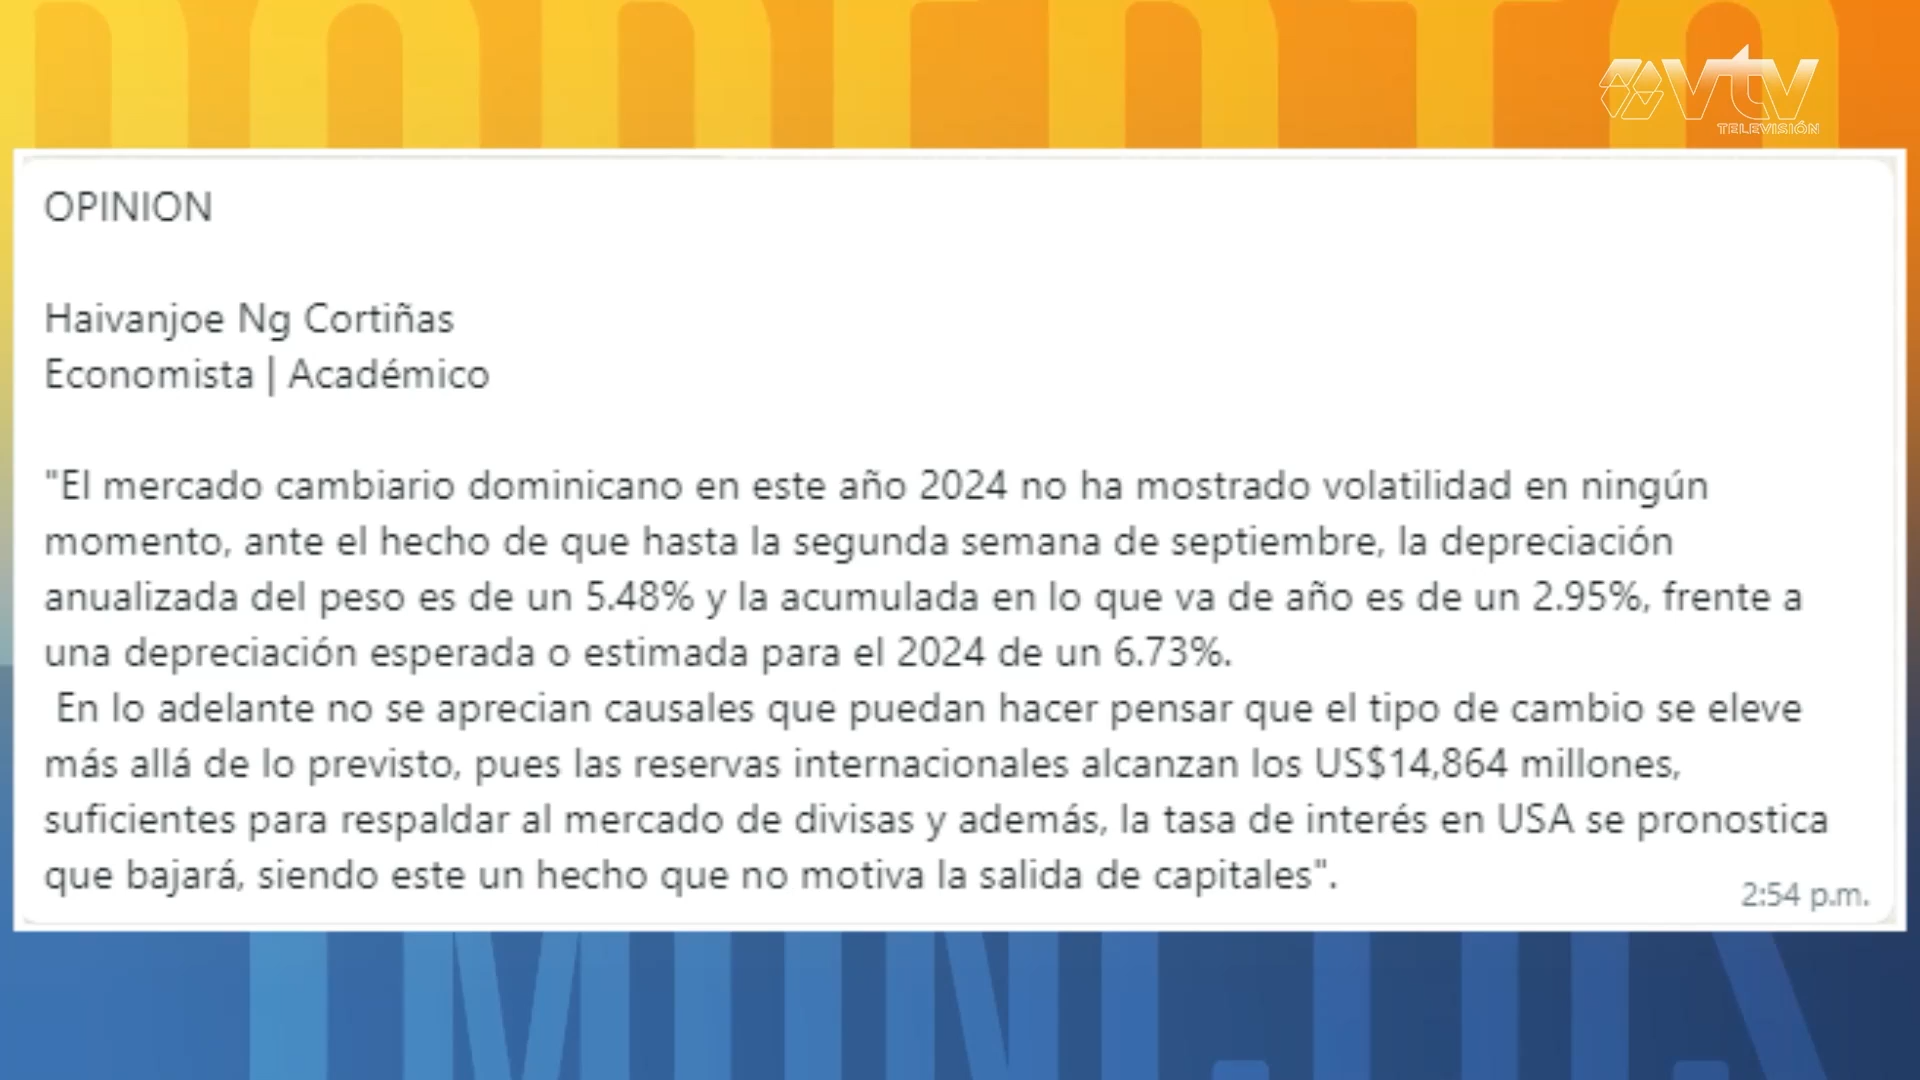 VTV
TELEVISIÓN
OPINION
Haivanjoe Ng Cortiñas
Economista | Académico
"El mercado cambiario dominicano en este año 2024 no ha mostrado volatilidad en ningún
momento, ante el hecho de que hasta la segunda semana de septiembre, la depreciación
anualizada del peso es de un 5.48% y la acumulada en lo que va de año es de un 2.95%, frente a
una depreciación esperada o estimada para el 2024 de un 6.73%.
En lo adelante no se aprecian causales que puedan hacer pensar que el tipo de cambio se eleve
más allá de lo previsto, pues las reservas internacionales alcanzan los US$14,864 millones,
suficientes para respaldar al mercado de divisas y además, la tasa de interés en USA se pronostica
que bajará, siendo este un hecho que no motiva la salida de capitales".
2:54 p.m.